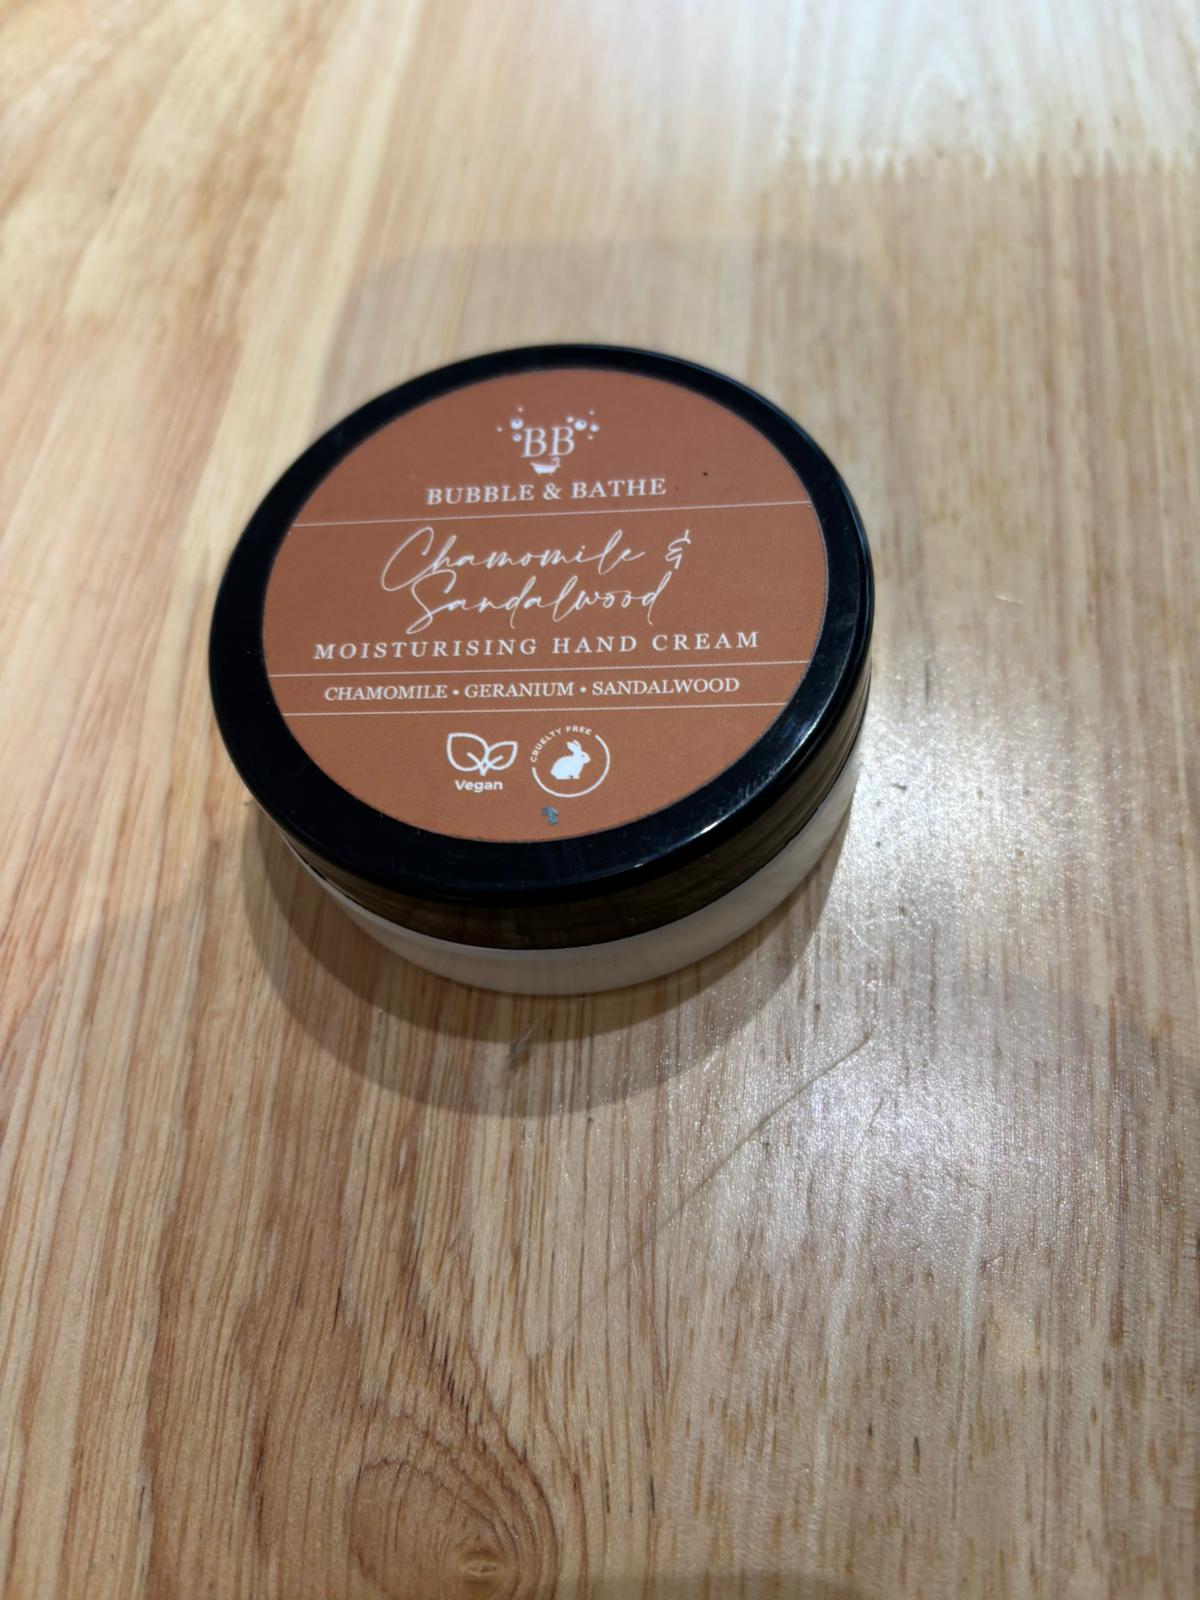 BB
BUBBLE & BATHE
Chamomile &
Sandalwood
MOISTURISING HAND CREAM
CHAMOMILE • GERANIUM • SANDALWOOD
CRUELTY FREE
Vegan